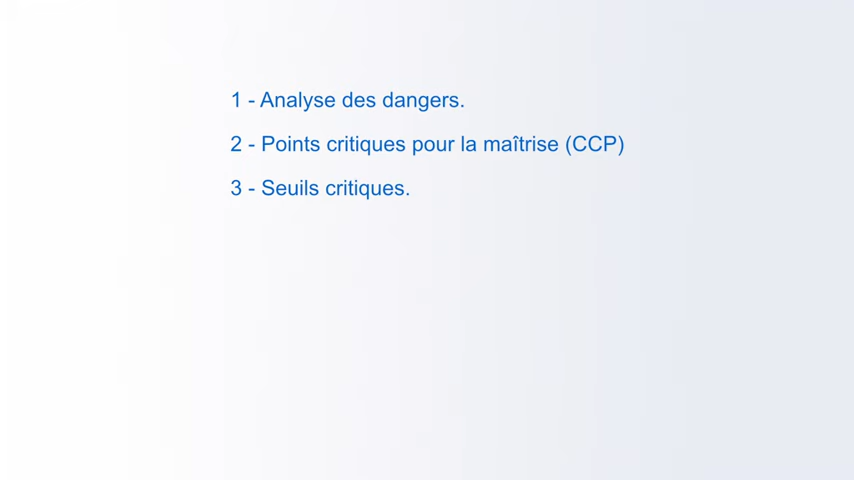 1 - Analyse des dangers.
2 - Points critiques pour la maîtrise (CCP)
3 - Seuils critiques.